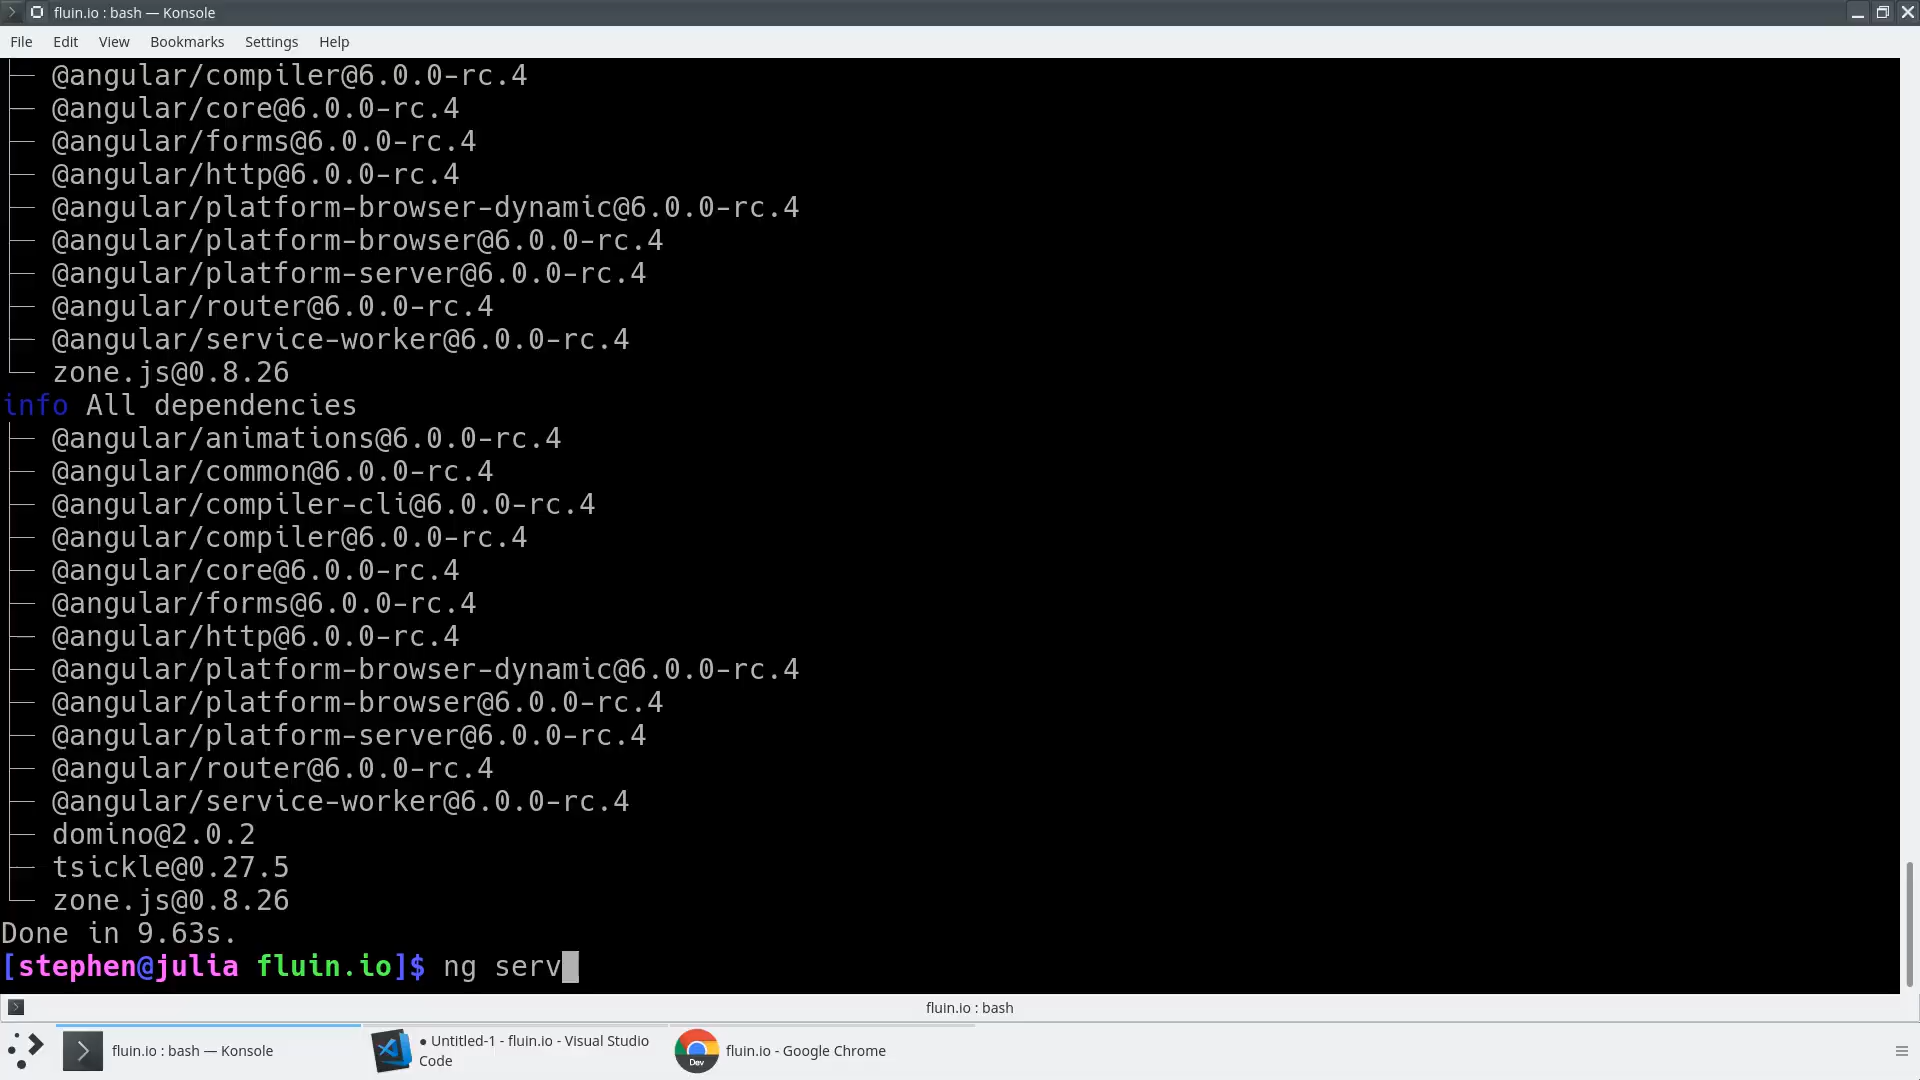 fluin.io : bash — Konsole
File Edit View Bookmarks Settings Help
├─ @angular/compiler@6.0.0-rc.4
├─ @angular/core@6.0.0-rc.4
├─ @angular/forms@6.0.0-rc.4
├─ @angular/http@6.0.0-rc.4
├─ @angular/platform-browser-dynamic@6.0.0-rc.4
├─ @angular/platform-browser@6.0.0-rc.4
├─ @angular/platform-server@6.0.0-rc.4
├─ @angular/router@6.0.0-rc.4
├─ @angular/service-worker@6.0.0-rc.4
└─ zone.js@0.8.26
info All dependencies
├─ @angular/animations@6.0.0-rc.4
├─ @angular/common@6.0.0-rc.4
├─ @angular/compiler-cli@6.0.0-rc.4
├─ @angular/compiler@6.0.0-rc.4
├─ @angular/core@6.0.0-rc.4
├─ @angular/forms@6.0.0-rc.4
├─ @angular/http@6.0.0-rc.4
├─ @angular/platform-browser-dynamic@6.0.0-rc.4
├─ @angular/platform-browser@6.0.0-rc.4
├─ @angular/platform-server@6.0.0-rc.4
├─ @angular/router@6.0.0-rc.4
├─ @angular/service-worker@6.0.0-rc.4
├─ domino@2.0.2
├─ tsickle@0.27.5
└─ zone.js@0.8.26
Done in 9.63s.
[stephen@julia fluin.io]$ ng serv
fluin.io : bash
fluin.io : bash — Konsole
● Untitled-1 - fluin.io - Visual Studio
Code
Dev
fluin.io - Google Chrome